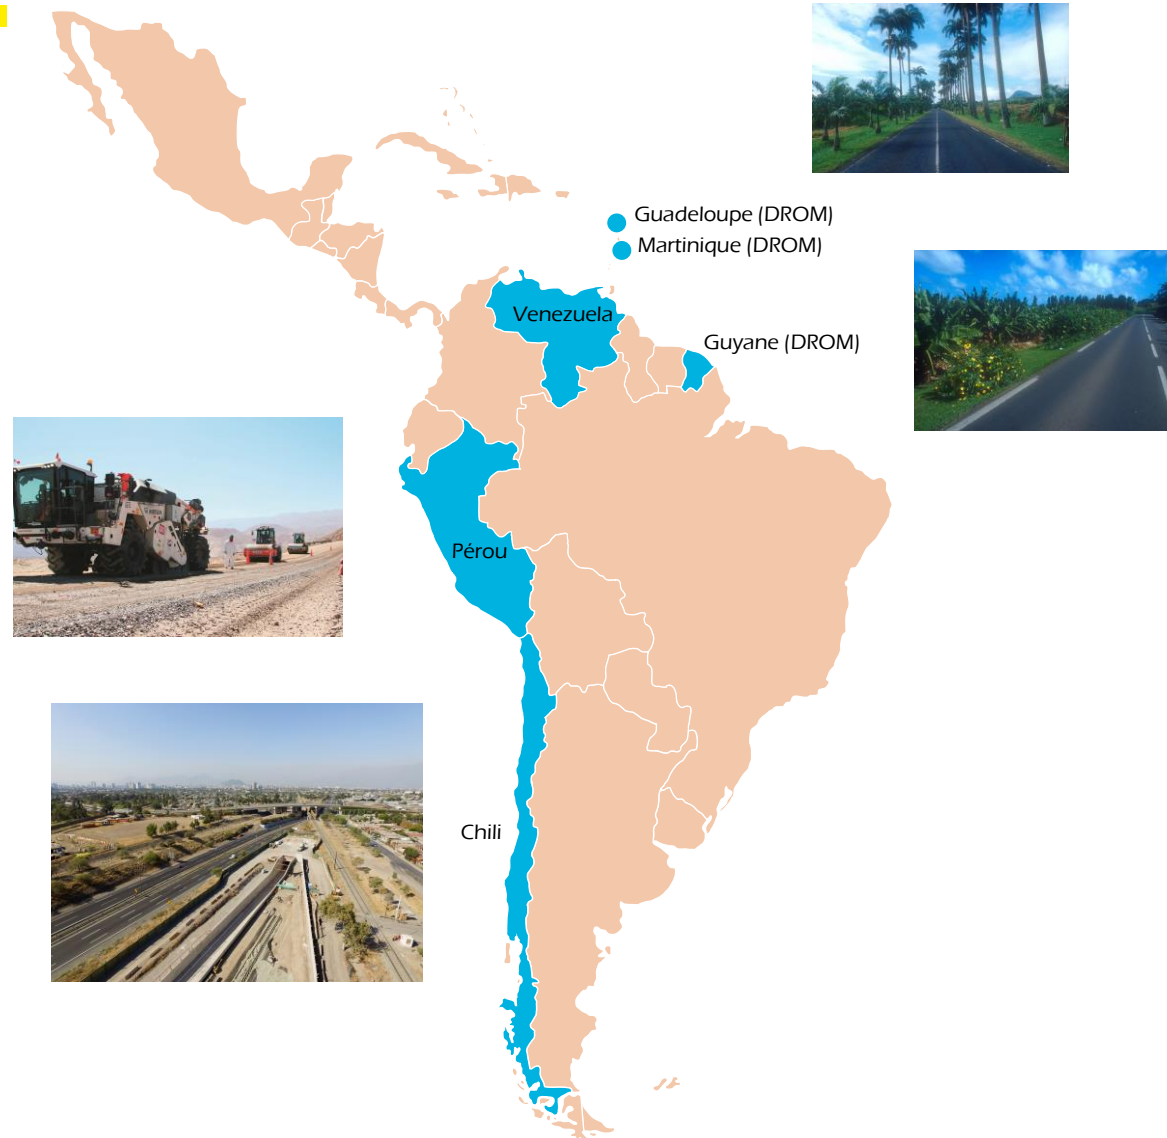 Guadeloupe (DROM)
Martinique (DROM)
Venezuela
Guyane (DROM)
Pérou
Chili